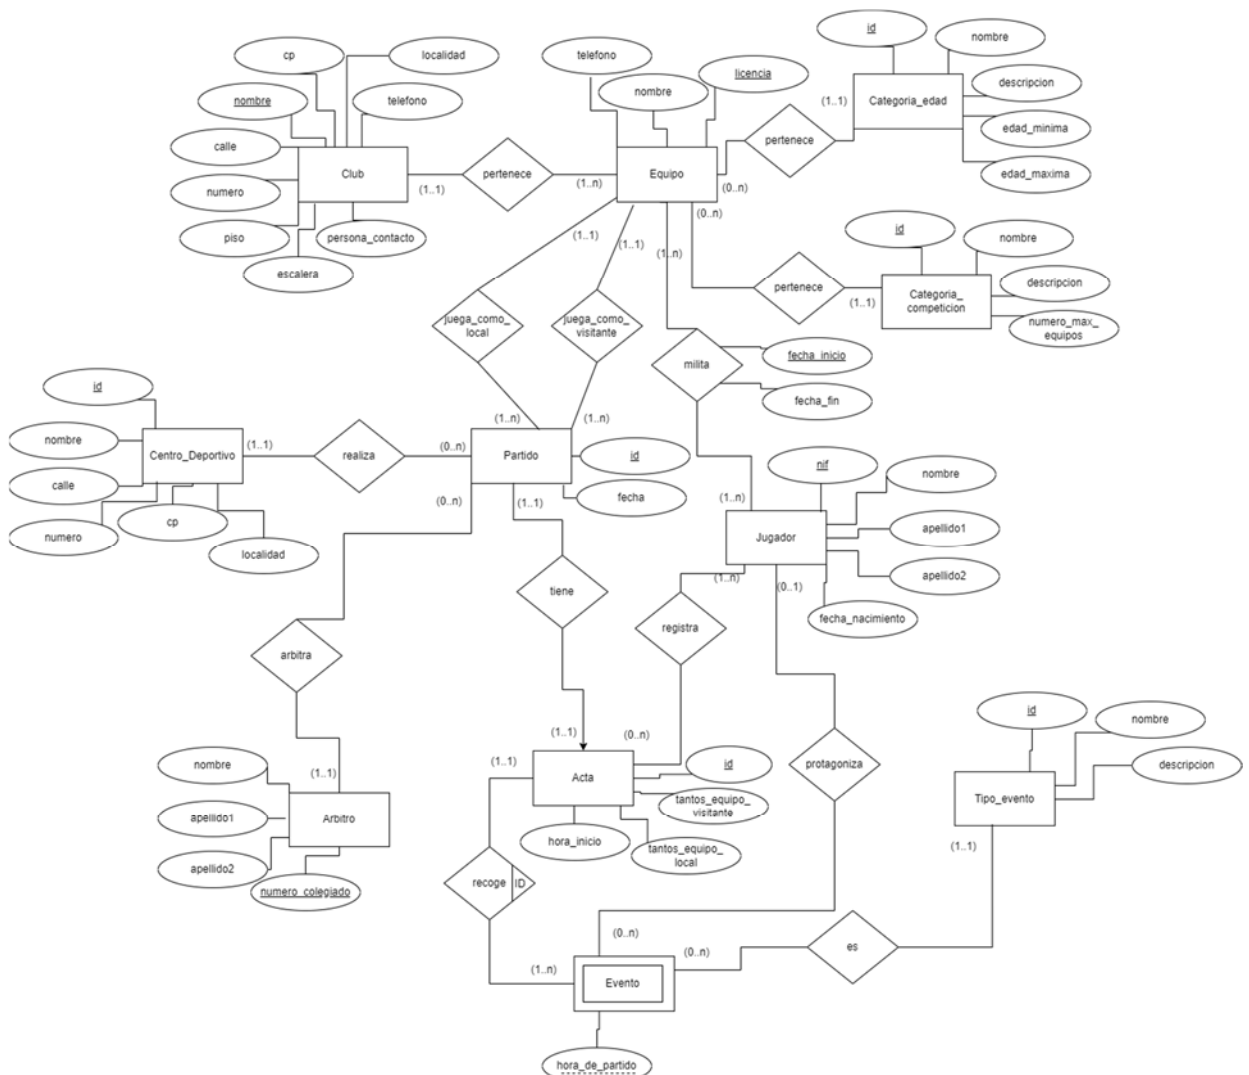 id
nombre
cp
localidad
telefono
licencia
descripcion
nombre
telefono
nombre
Categoria_edad
(1..1)
edad_minima
pertenece
calle
edad_maxima
Club
pertenece
Equipo
(1..1)
(1..n)
(0..n)
numero
(0..n)
id
nombre
piso
persona_contacto
(1..1)
(1..1)
(1..n)
escalera
descripcion
pertenece
(1..1)
Categoria_
competicion
juega_como_
local
juega_como_
visitante
numero_max_
equipos
fecha_inicio
milita
id
fecha_fin
(1..n)
(1..n)
nombre
(1..1)
(0..n)
Centro_Deportivo
realiza
Partido
id
nif
nombre
calle
fecha
(0..n)
(1..1)
(1..n)
numero
cp
apellido1
Jugador
localidad
(1..n)
(0..1)
apellido2
tiene
fecha_nacimiento
registra
arbitra
id
nombre
(1..1)
(0..n)
(1..1)
nombre
(1..1)
protagoniza
descripcion
id
Acta
Tipo_evento
tantos_equipo_
visitante
apellido1
Arbitro
hora_inicio
(1..1)
tantos_equipo_
local
apellido2
recoge
ID
numero_colegiado
(0..n)
(0..n)
es
(1..n)
Evento
hora_de_partido